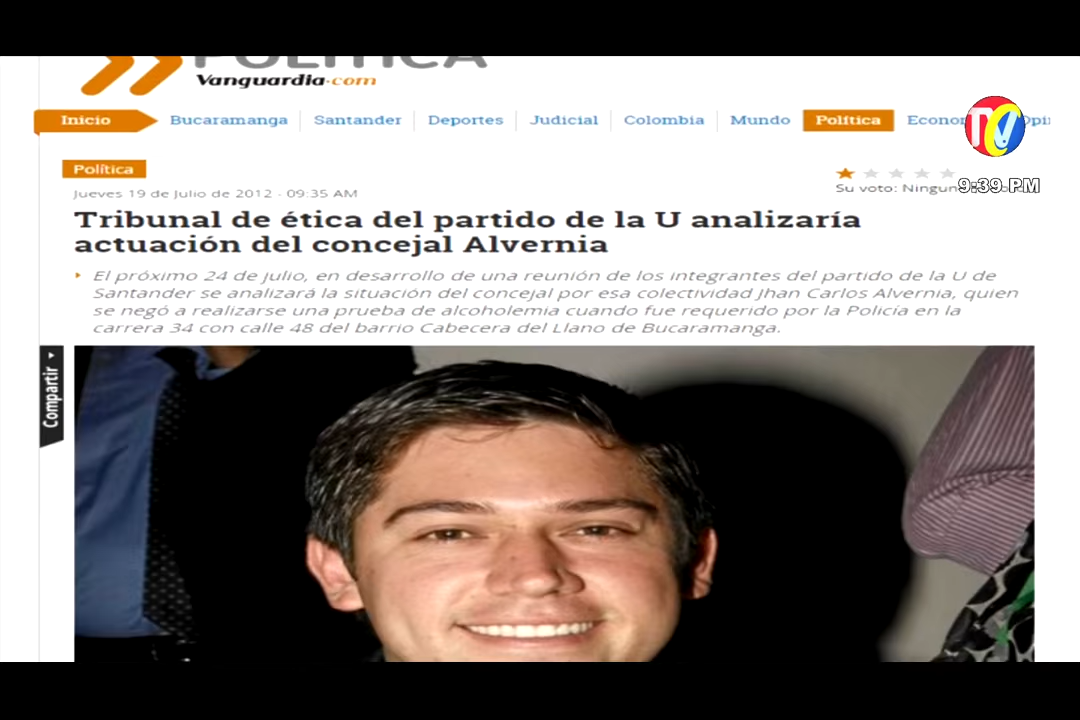 POLÍTICA
Vanguardia.com
Inicio Bucaramanga Santander Deportes Judicial Colombia Mundo Política
Política
Jueves 19 de Julio de 2012 - 09:35 AM
Su voto:
9:39 PM
Tribunal de ética del partido de la U analizaría
actuación del concejal Alvernia
El próximo 24 de julio, en desarrollo de una reunión de los integrantes del partido de la U de
Santander se analizará la situación del concejal por esa colectividad Jhan Carlos Alvernia, quien
se negó a realizarse una prueba de alcoholemia cuando fue requerido por la Policía en la
carrera 34 con calle 48 del barrio Cabecera del Llano de Bucaramanga.
Compartir